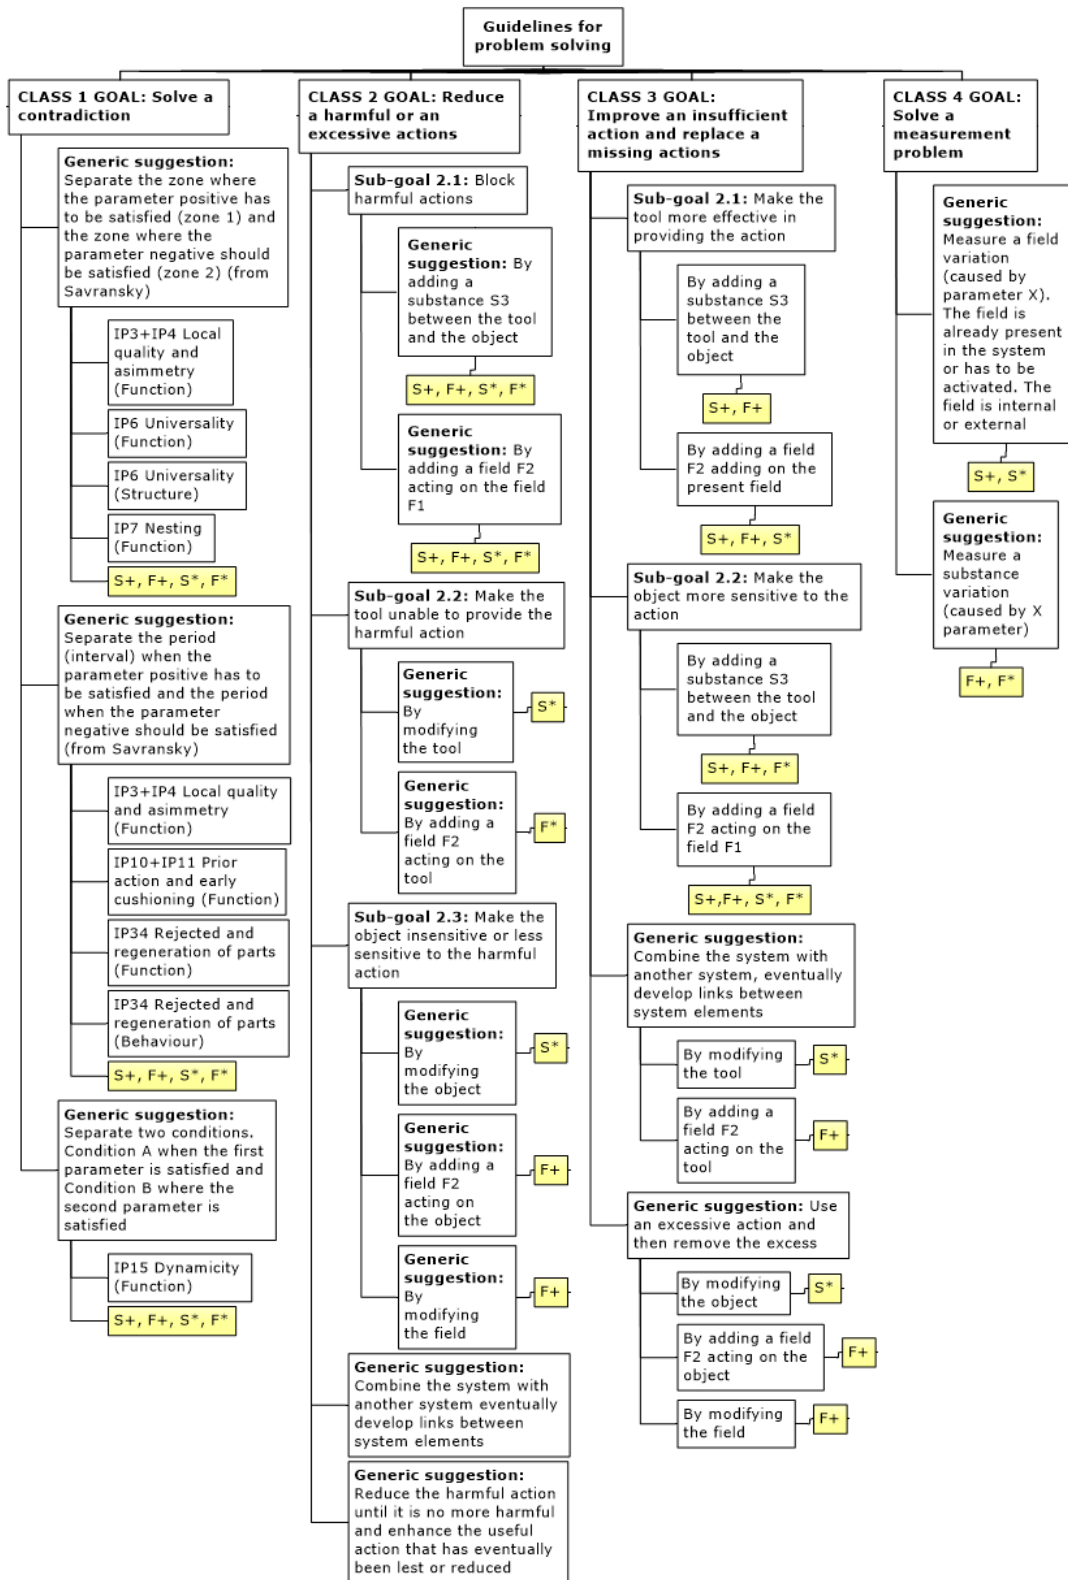 Guidelines for
problem solving
CLASS 1 GOAL: Solve a
contradiction
Generic suggestion:
Separate the zone where
the parameter positive has
to be satisfied (zone 1) and
the zone where the
parameter negative should
be satisfied (zone 2) (from
Savransky)
IP3+IP4 Local
quality and
asimmetry
(Function)
IP6 Universality
(Function)
IP6 Universality
(Structure)
IP7 Nesting
(Function)
S+, F+, S*, F*
Generic suggestion:
Separate the period
(interval) when the
parameter positive has to
be satisfied and the period
when the parameter
negative should be satisfied
(from Savransky)
IP3+IP4 Local quality
and asimmetry
(Function)
IP10+IP11 Prior
action and early
cushioning (Function)
IP34 Rejected and
regeneration of parts
(Function)
IP34 Rejected and
regeneration of parts
(Behaviour)
S+, F+, S*, F*
Generic suggestion:
Separate two conditions.
Condition A when the first
parameter is satisfied and
Condition B where the
second parameter is
satisfied
IP15 Dynamicity
(Function)
S+, F+, S*, F*
CLASS 2 GOAL: Reduce
a harmful or an
excessive actions
Sub-goal 2.1: Block
harmful actions
Generic
suggestion: By
adding a
substance S3
between the tool
and the object
S+, F+, S*, F*
Generic
suggestion: By
adding a field F2
acting on the field
F1
S+, F+, S*, F*
Sub-goal 2.2: Make the
tool unable to provide the
harmful action
Generic
suggestion:
By
modifying
the tool
S*
Generic
suggestion:
By adding a
field F2
acting on the
tool
F*
Sub-goal 2.3: Make the
object insensitive or less
sensitive to the harmful
action
Generic
suggestion:
By
modifying
the object
S*
Generic
suggestion:
By adding a
field F2
acting on
the object
F+
Generic
suggestion:
By
modifying
the field
F+
Generic suggestion:
Combine the system with
another system eventually
develop links between
system elements
Generic suggestion:
Reduce the harmful action
until it is no more harmful
and enhance the useful
action that has eventually
been lest or reduced
CLASS 3 GOAL:
Improve an insufficient
action and replace a
missing actions
Sub-goal 2.1: Make the
tool more effective in
providing the action
By adding a
substance S3
between the
tool and the
object
S+, F+
By adding a field
F2 adding on the
present field
S+, F+, S*
Sub-goal 2.2: Make the
object more sensitive to the
action
By adding a
substance S3
between the tool
and the object
S+, F+, F*
By adding a field
F2 acting on the
field F1
S+,F+, S*, F*
Generic suggestion:
Combine the system with
another system, eventually
develop links between
system elements
By modifying
the tool
S*
By adding a
field F2
acting on
the tool
F+
Generic suggestion: Use
an excessive action and
then remove the excess
By modifying
the object
S*
By adding a field
F2 acting on the
object
F+
By modifying
the field
F+
CLASS 4 GOAL:
Solve a
measurement
problem
Generic
suggestion:
Measure a field
variation
(caused by
parameter X).
The field is
already present
in the system
or has to be
activated. The
field is internal
or external
S+, S*
Generic
suggestion:
Measure a
substance
variation
(caused by X
parameter)
F+, F*